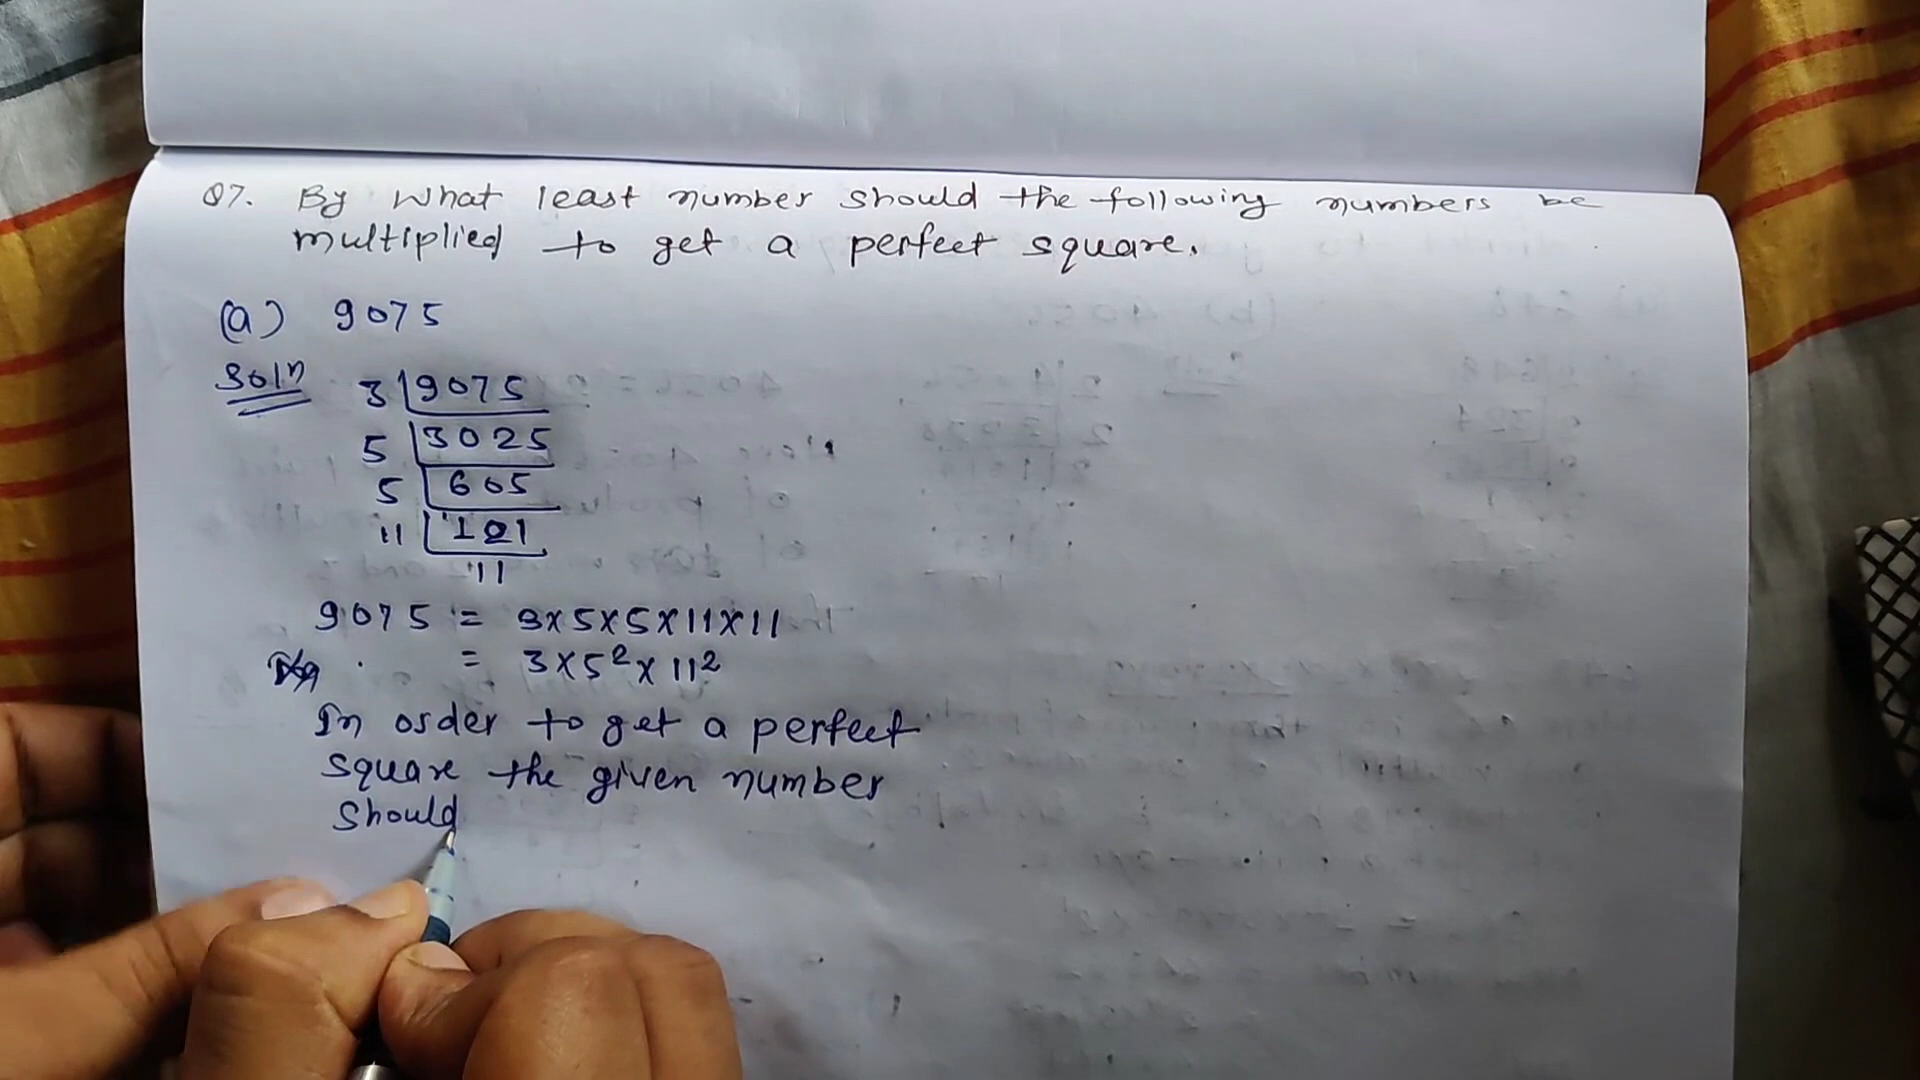 Q7. By What least number should the following numbers be
multiplied to get a perfect square.
(a) 9075
Soln
3 | 9075
5 | 3025
5 | 605
11 | 121
11
9075 = 3x5x5x11x11
= 3x5²x11²
In order to get a perfect
square the given number
should